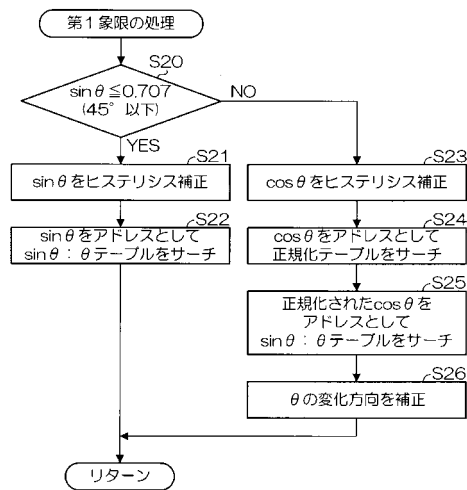 第1象限の処理
S20
sinθ≦0.707
(45°以下)
NO
YES
S21
sinθをヒステリシス補正
S22
sinθをアドレスとして
sinθ：θテーブルをサーチ
S23
cosθをヒステリシス補正
S24
cosθをアドレスとして
正規化テーブルをサーチ
S25
正規化されたcosθを
アドレスとして
sinθ：θテーブルをサーチ
S26
θの変化方向を補正
リターン